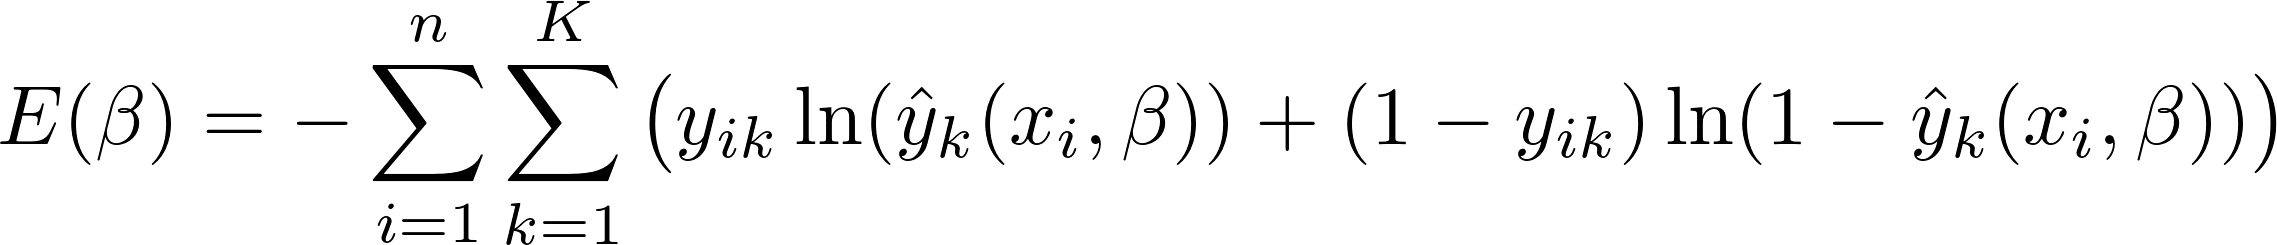 E(β) = − ∑_{i=1}^{n} ∑_{k=1}^{K} (y_{ik} ln(ŷ_k(x_i, β)) + (1 − y_{ik}) ln(1 − ŷ_k(x_i, β)))